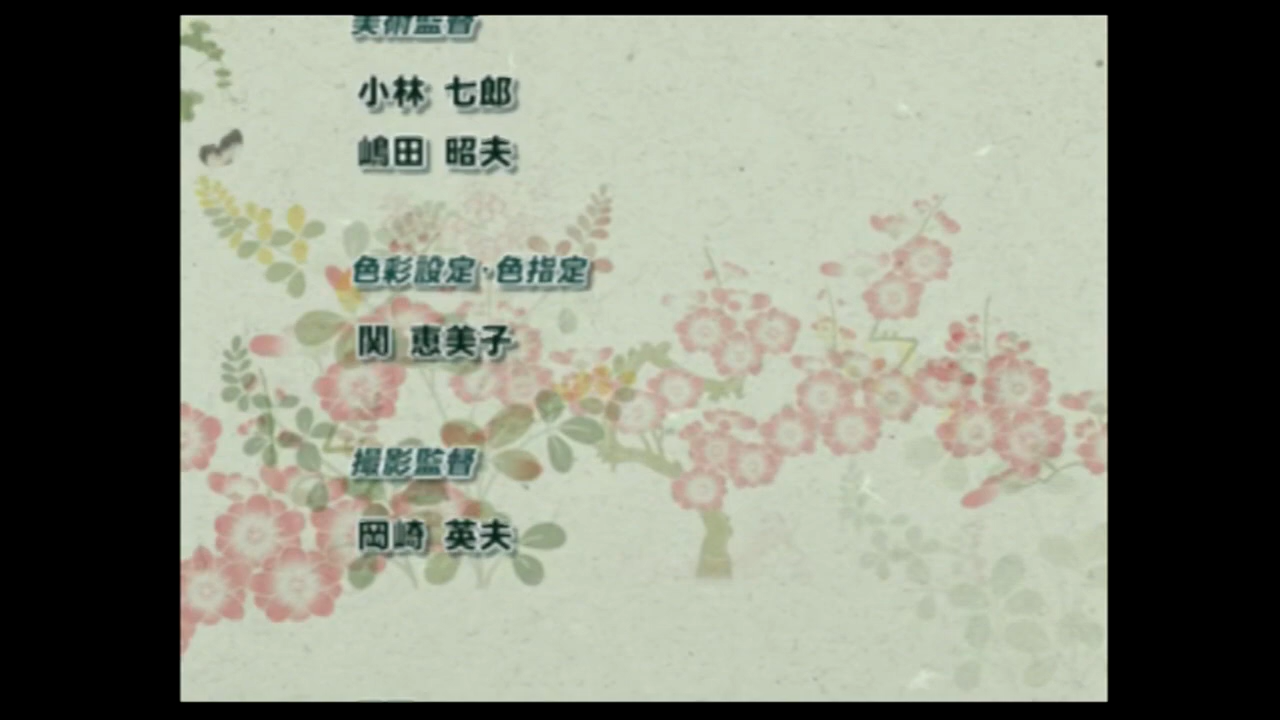 美術監督
小林 七郎
嶋田 昭夫
色彩設定・色指定
関 恵美子
撮影監督
岡崎 英夫